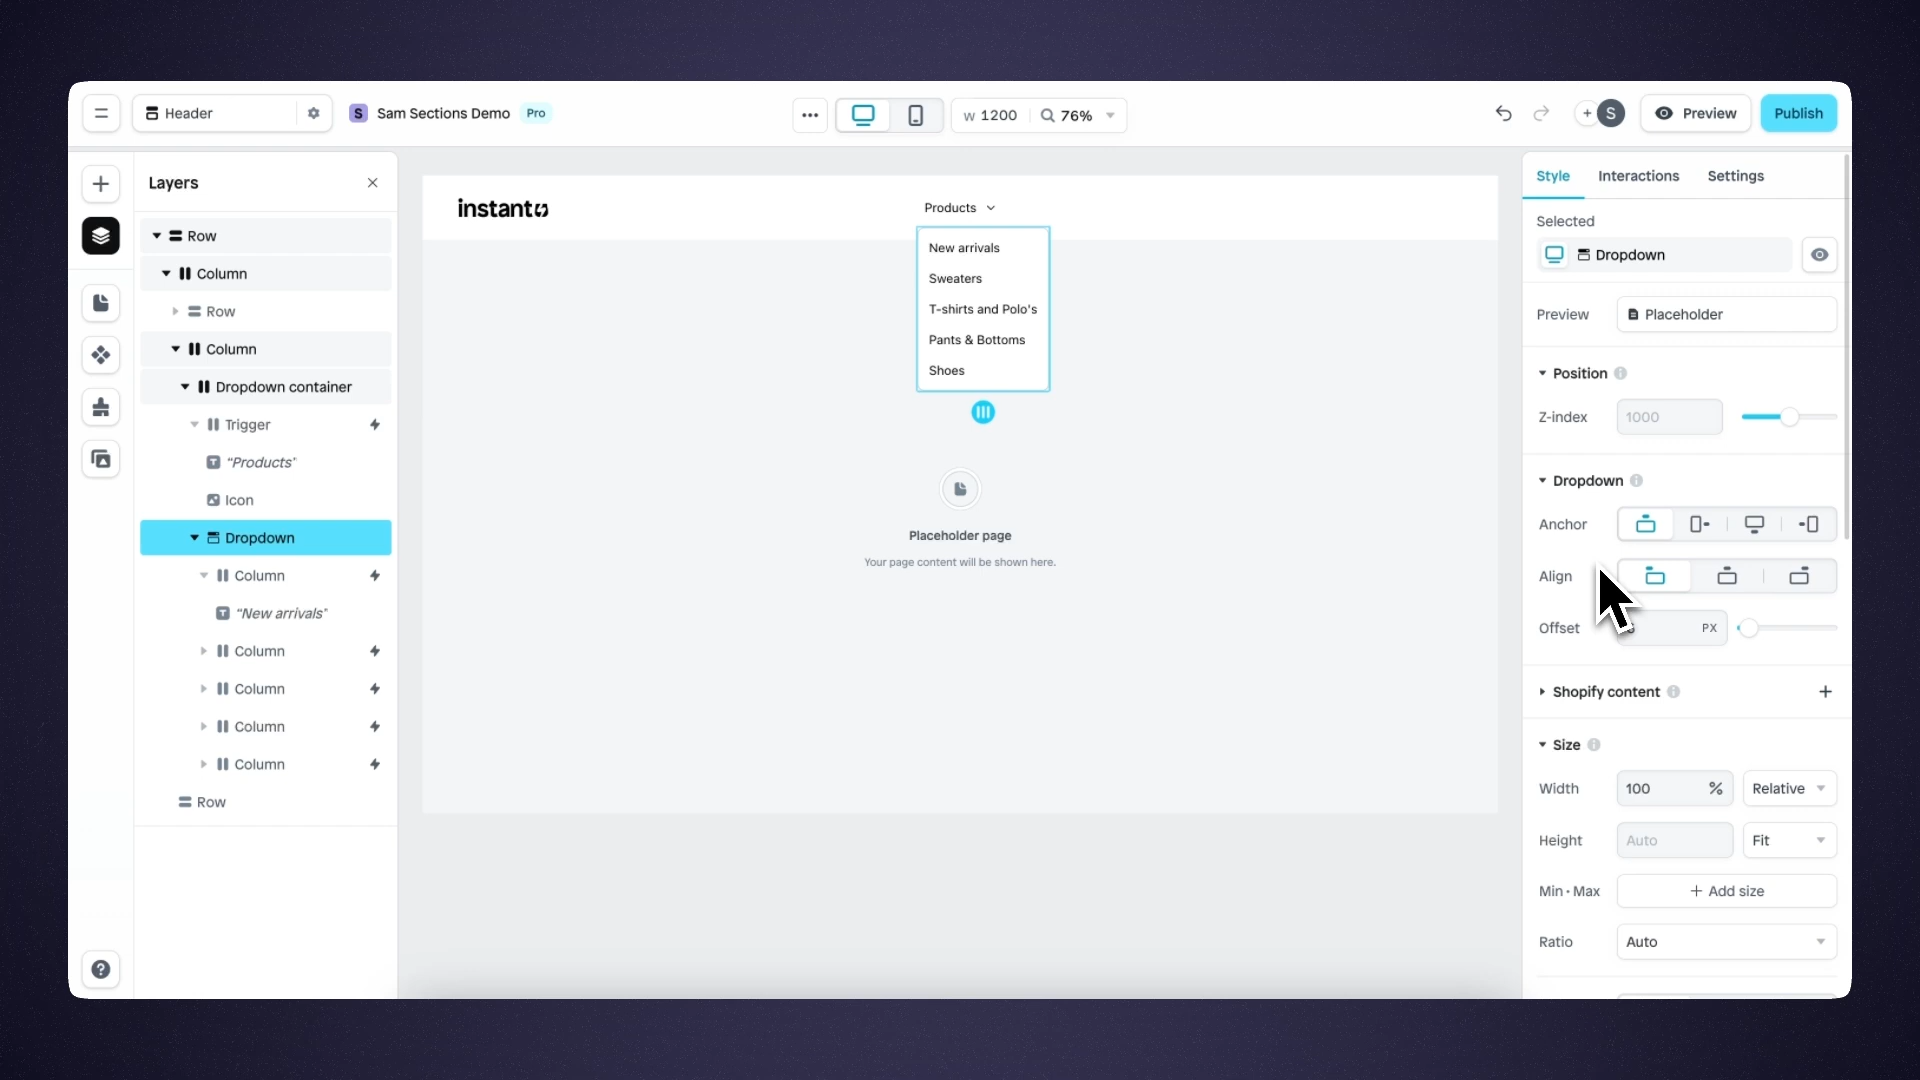 Header
S
Sam Sections Demo
Pro
W 1200
76%
+
S
Preview
Publish
Layers
Row
Column
Row
Column
Dropdown container
Trigger
T
“Products”
Icon
Dropdown
Column
T
“New arrivals”
Column
Column
Column
Column
Row
instant
Products
New arrivals
Sweaters
T-shirts and Polo's
Pants & Bottoms
Shoes
Placeholder page
Your page content will be shown here.
Style
Interactions
Settings
Selected
Dropdown
Preview
Placeholder
Position
Z-index
1000
Dropdown
Anchor
Align
Offset
PX
Shopify content
+
Size
Width
100
%
Relative
Height
Auto
Fit
Min · Max
+ Add size
Ratio
Auto